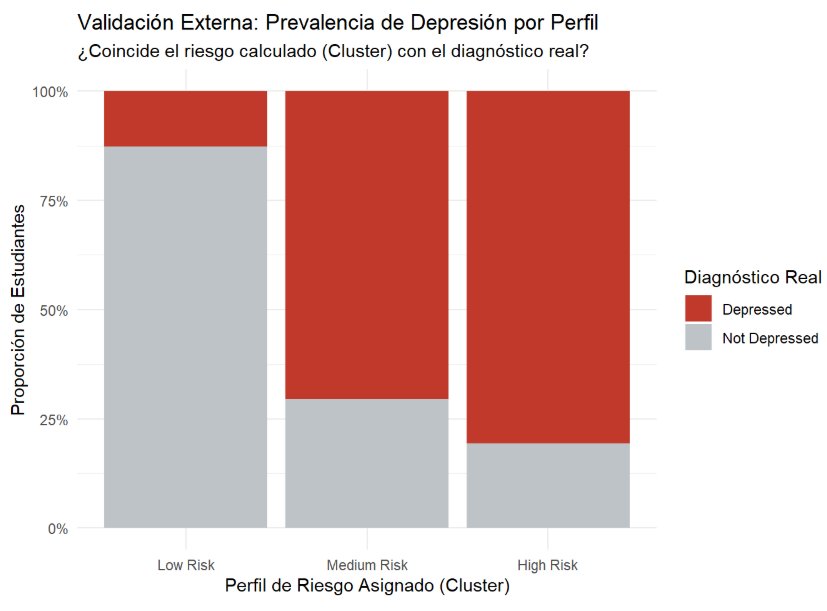 Validación Externa: Prevalencia de Depresión por Perfil
¿Coincide el riesgo calculado (Cluster) con el diagnóstico real?
Proporción de Estudiantes
100%
75%
50%
25%
0%
Low Risk
Medium Risk
High Risk
Perfil de Riesgo Asignado (Cluster)
Diagnóstico Real
Depressed
Not Depressed